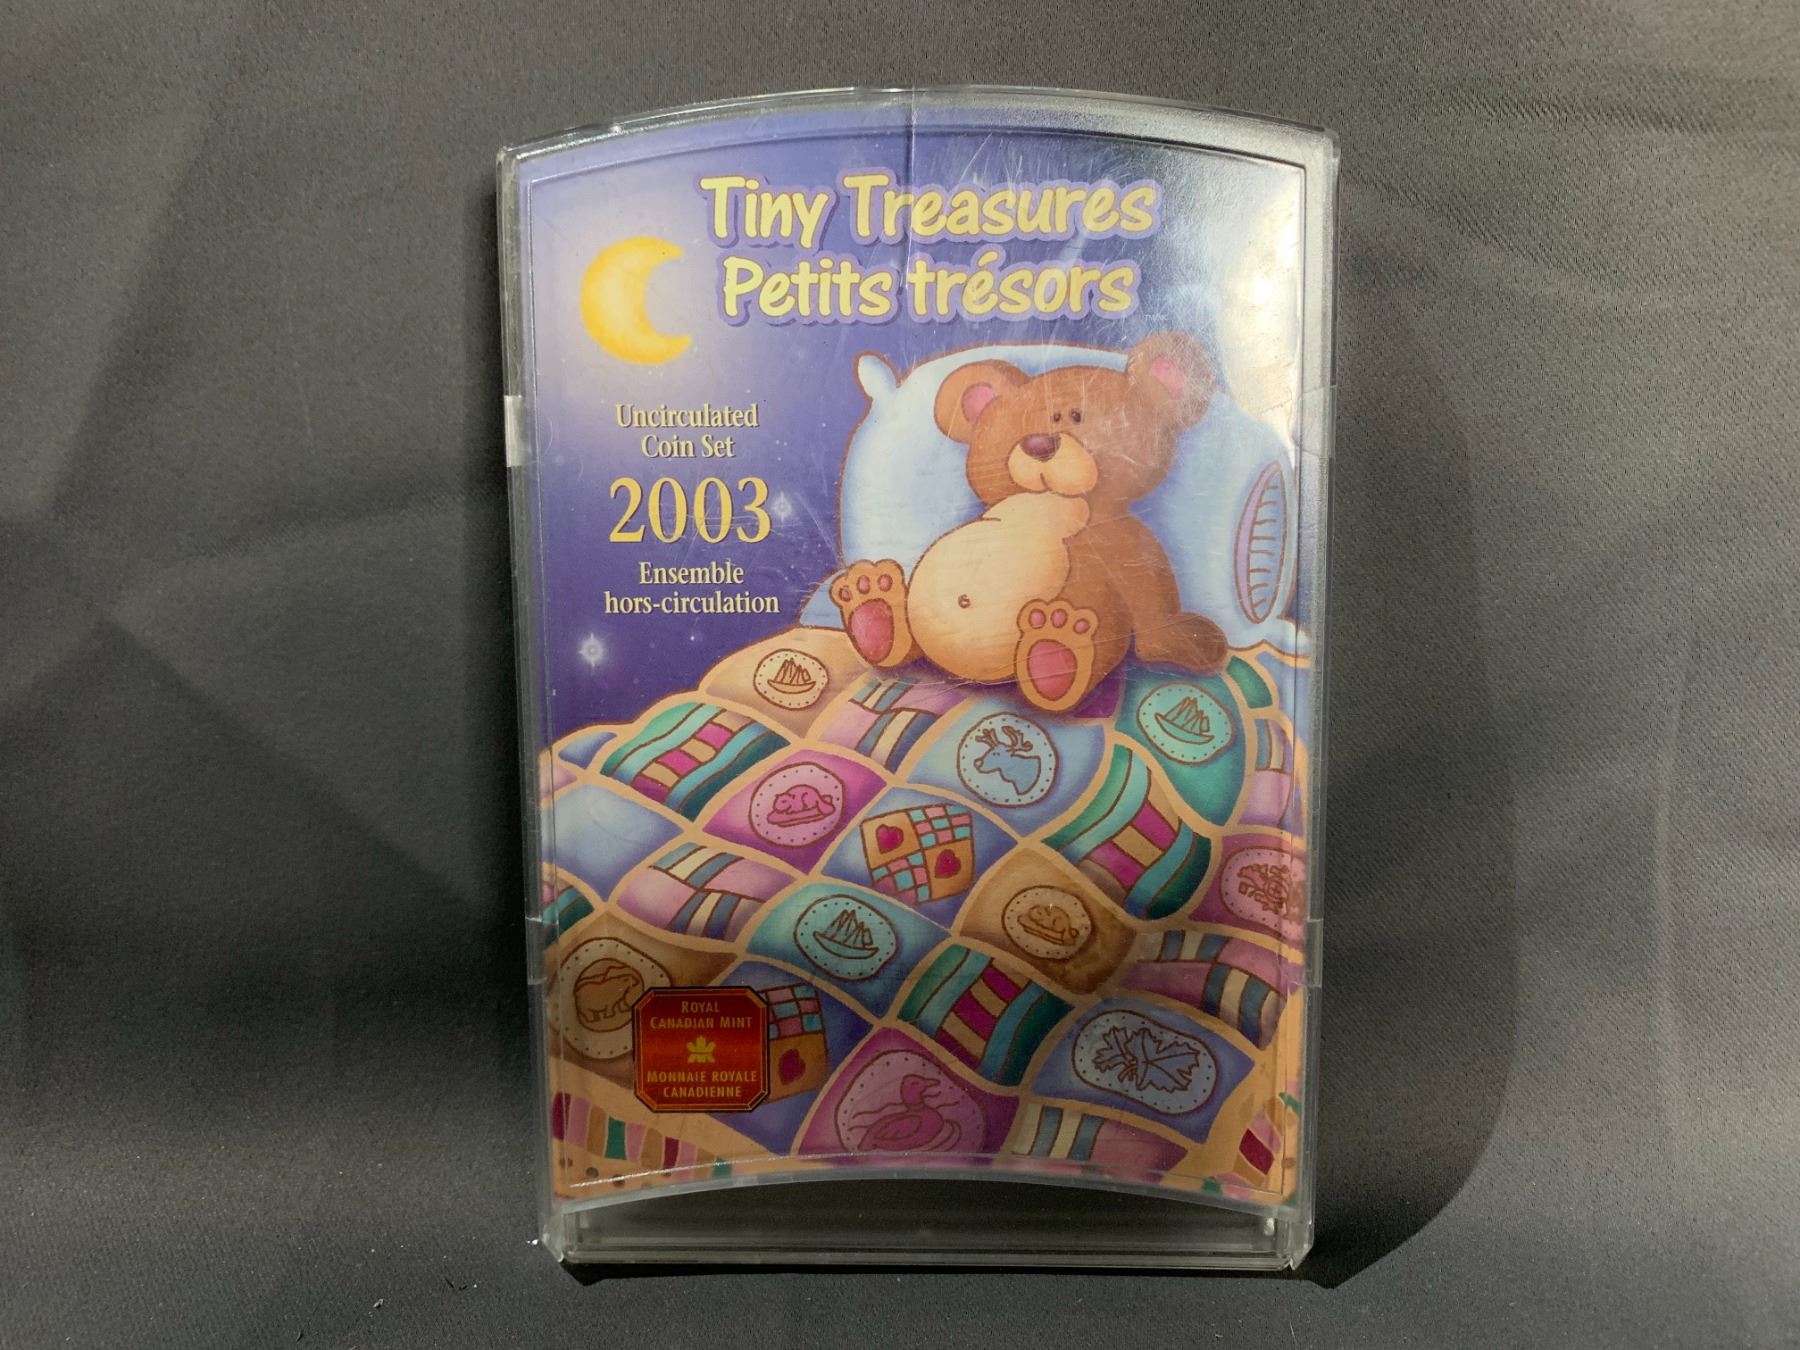 Tiny Treasures
Petits trésors
Uncirculated
Coin Set
2003
Ensemble
hors-circulation
ROYAL
CANADIAN MINT
MONNAIE ROYALE
CANADIENNE